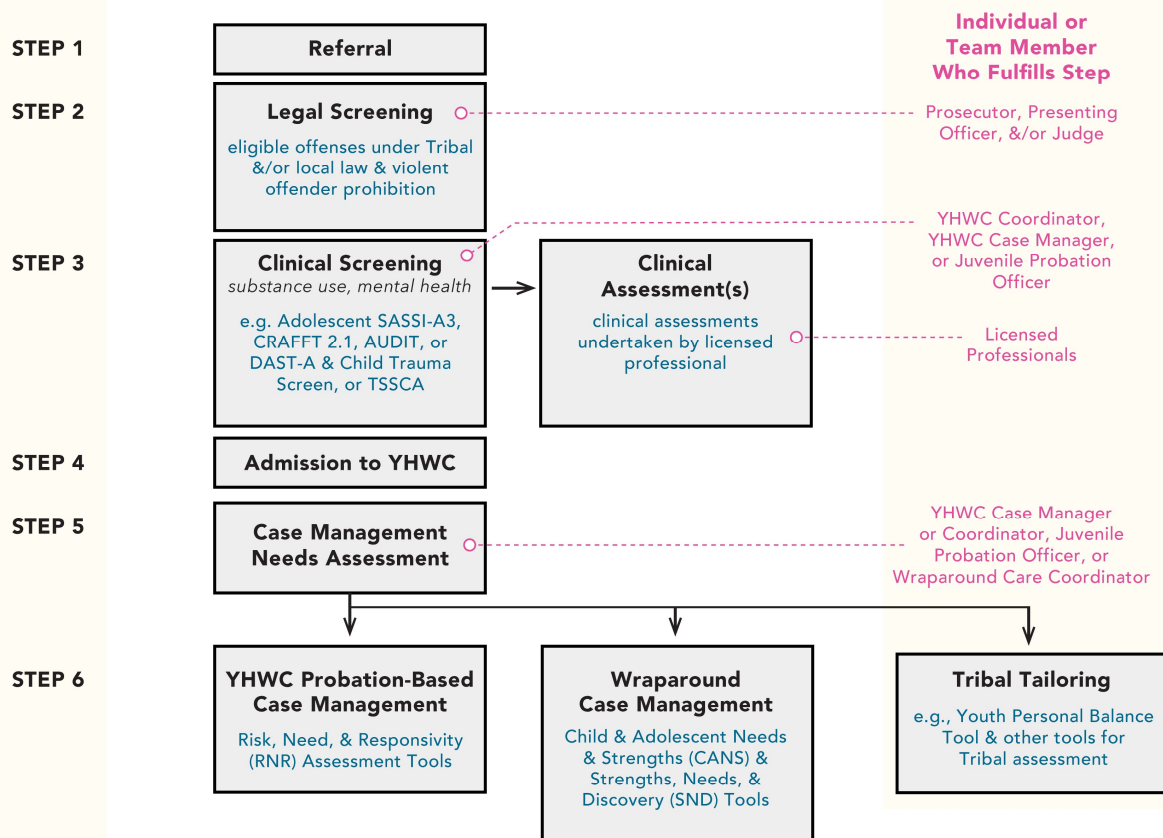 Individual or
Team Member
Who Fulfills Step
STEP 1
Referral
STEP 2
Legal Screening
eligible offenses under Tribal
&/or local law & violent
offender prohibition
Prosecutor, Presenting
Officer, &/or Judge
STEP 3
Clinical Screening
substance use, mental health
e.g. Adolescent SASSI-A3,
CRAFFT 2.1, AUDIT, or
DAST-A & Child Trauma
Screen, or TSSCA
Clinical
Assessment(s)
clinical assessments
undertaken by licensed
professional
YHWC Coordinator,
YHWC Case Manager,
or Juvenile Probation
Officer
Licensed
Professionals
STEP 4
Admission to YHWC
STEP 5
Case Management
Needs Assessment
YHWC Case Manager
or Coordinator, Juvenile
Probation Officer, or
Wraparound Care Coordinator
STEP 6
YHWC Probation-Based
Case Management
Risk, Need, & Responsivity
(RNR) Assessment Tools
Wraparound
Case Management
Child & Adolescent Needs
& Strengths (CANS) &
Strengths, Needs, &
Discovery (SND) Tools
Tribal Tailoring
e.g., Youth Personal Balance
Tool & other tools for
Tribal assessment